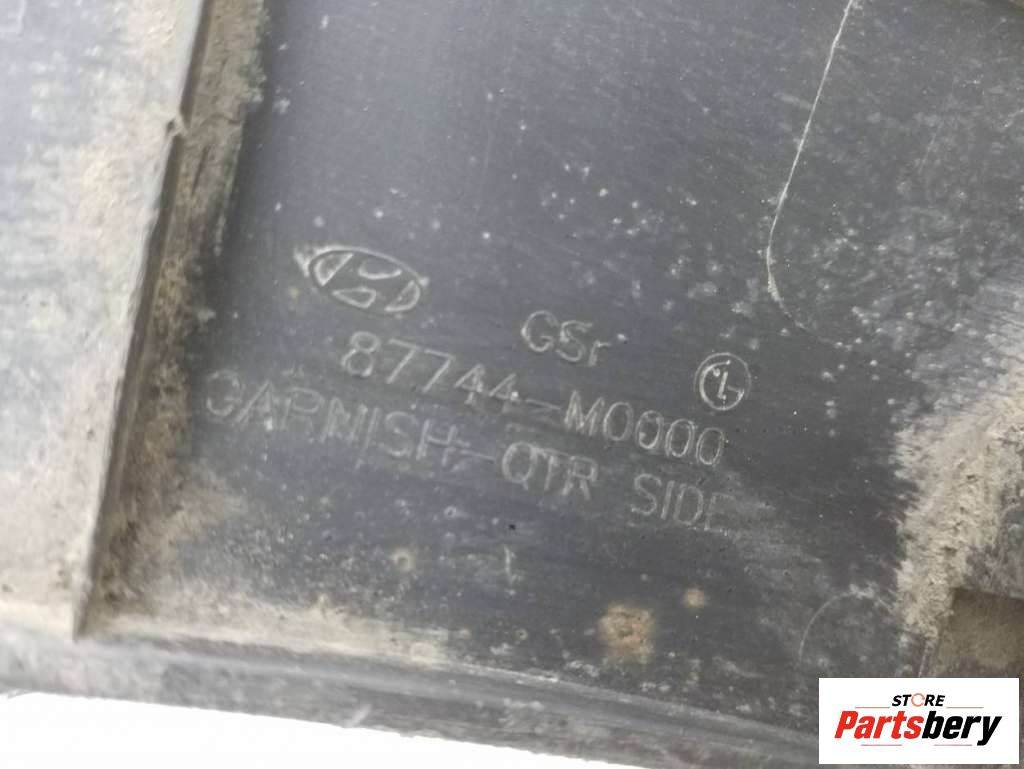 GSr
87744-M0000
GARNISH-QTR SIDE
STORE
Partsbery